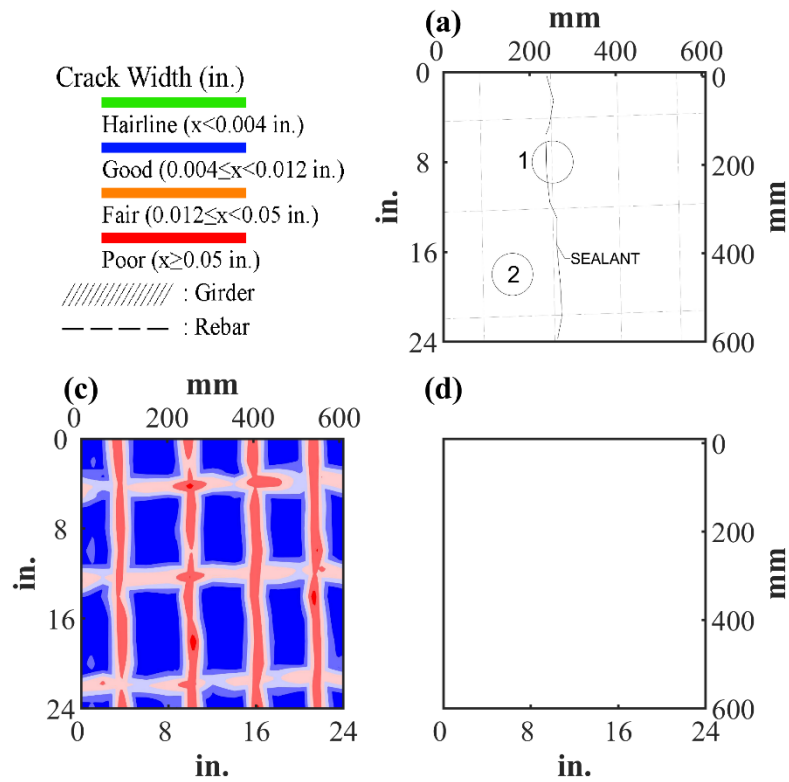 Crack Width (in.)
Hairline (x<0.004 in.)
Good (0.004≤x<0.012 in.)
Fair (0.012≤x<0.05 in.)
Poor (x≥0.05 in.)
: Girder
: Rebar
(a)
mm
0 200 400 600
0
8
16
24
in.
0
200
400
600
mm
1
2
SEALANT
(c)
mm
0 200 400 600
0
8
16
24
in.
0 8 16 24
in.
(d)
0
200
400
600
mm
0 8 16 24
in.